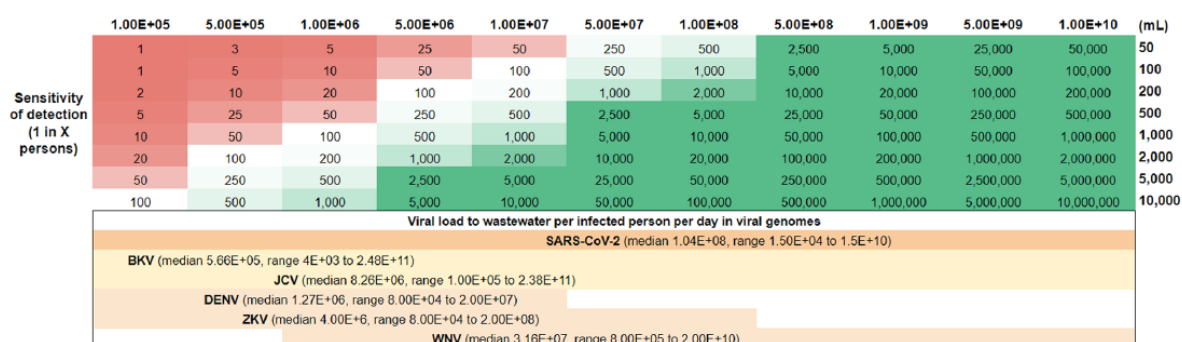 1.00E+05 5.00E+05 1.00E+06 5.00E+06 1.00E+07 5.00E+07 1.00E+08 5.00E+08 1.00E+09 5.00E+09 1.00E+10 (mL)
1 3 5 25 50 250 500 2,500 5,000 25,000 50,000 50
1 5 10 50 100 500 1,000 5,000 10,000 50,000 100,000 100
2 10 20 100 200 1,000 2,000 10,000 20,000 100,000 200,000 200
Sensitivity of detection (1 in X persons)
5 25 50 250 500 2,500 5,000 25,000 50,000 250,000 500,000 500
10 50 100 500 1,000 5,000 10,000 50,000 100,000 500,000 1,000,000 1,000
20 100 200 1,000 2,000 10,000 20,000 100,000 200,000 1,000,000 2,000,000 2,000
50 250 500 2,500 5,000 25,000 50,000 250,000 500,000 2,500,000 5,000,000 5,000
100 500 1,000 5,000 10,000 50,000 100,000 500,000 1,000,000 5,000,000 10,000,000 10,000
Viral load to wastewater per infected person per day in viral genomes
SARS-CoV-2 (median 1.04E+08, range 1.50E+04 to 1.5E+10)
BKV (median 5.66E+05, range 4E+03 to 2.48E+11)
JCV (median 8.26E+06, range 1.00E+05 to 2.38E+11)
DENV (median 1.27E+06, range 8.00E+04 to 2.00E+07)
ZKV (median 4.00E+6, range 8.00E+04 to 2.00E+08)
WNV (median 3.16E+07, range 8.00E+05 to 2.00E+10)